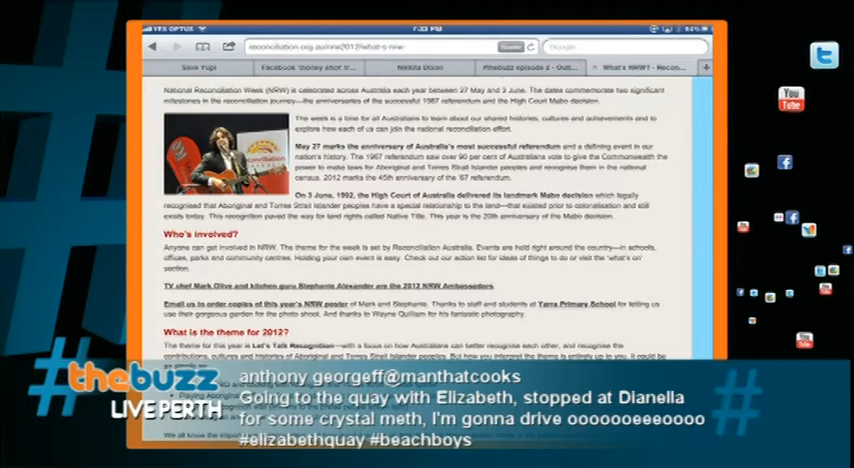 YES OPTUS
7:33 PM
84%
reconciliation.org.au/nrw2012/what-s-nrw-
Reader
Google
Save Yupi
Facebook 'money shot' tr...
Nikkita Dixon
#thebuzz episode 2 - Outt...
What's NRW? - Recon...
National Reconciliation Week (NRW) is celebrated across Australia each year between 27 May and 3 June. The dates commemorate two significant
milestones in the reconciliation journey—the anniversaries of the successful 1967 referendum and the High Court Mabo decision.
The week is a time for all Australians to learn about our shared histories, cultures and achievements and to
explore how each of us can join the national reconciliation effort.
May 27 marks the anniversary of Australia's most successful referendum and a defining event in our
nation's history. The 1967 referendum saw over 90 per cent of Australians vote to give the Commonwealth the
power to make laws for Aboriginal and Torres Strait Islander peoples and recognise them in the national
census. 2012 marks the 45th anniversary of the '67 referendum.
On 3 June, 1992, the High Court of Australia delivered its landmark Mabo decision which legally
recognised that Aboriginal and Torres Strait Islander peoples have a special relationship to the land—that existed prior to colonialisation and still
exists today. This recognition paved the way for land rights called Native Title. This year is the 20th anniversary of the Mabo decision.
Who's involved?
Anyone can get involved in NRW. The theme for the week is set by Reconciliation Australia. Events are held right around the country—in schools,
offices, parks and community centres. Holding your own event is easy. Check out our action list for ideas of things to do or visit the 'what's on'
section.
TV chef Mark Olive and kitchen guru Stephanie Alexander are the 2012 NRW Ambassadors.
Email us to order copies of this year's NRW poster of Mark and Stephanie. Thanks to staff and students at Yarra Primary School for letting us
use their gorgeous garden for the photo shoot. And thanks to Wayne Quilliam for his fantastic photography.
What is the theme for 2012?
The theme for this year is Let's Talk Recognition—with a focus on how Australians can better recognise each other, and recognise the
contributions, cultures and histories of Aboriginal and Torres Strait Islander peoples. But how you interpret the theme is entirely up to you. It could be
#thebuzz
LIVE PERTH
anthony georgeff@manthatcooks
Going to the quay with Elizabeth, stopped at Dianella
for some crystal meth, I'm gonna drive ooooooeeeoooo
#elizabethquay #beachboys
#
You
Tube